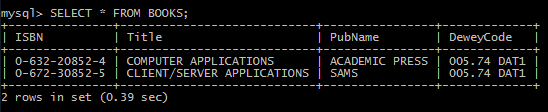 mysql> SELECT * FROM BOOKS;
+---------------+----------------------------+----------------+------------+
| ISBN | Title | PubName | DeweyCode |
+---------------+----------------------------+----------------+------------+
| 0-632-20852-4 | COMPUTER APPLICATIONS | ACADEMIC PRESS | 005.74 DAT1 |
| 0-672-30852-5 | CLIENT/SERVER APPLICATIONS | SAMS | 005.74 DAT1 |
+---------------+----------------------------+----------------+------------+
2 rows in set (0.39 sec)